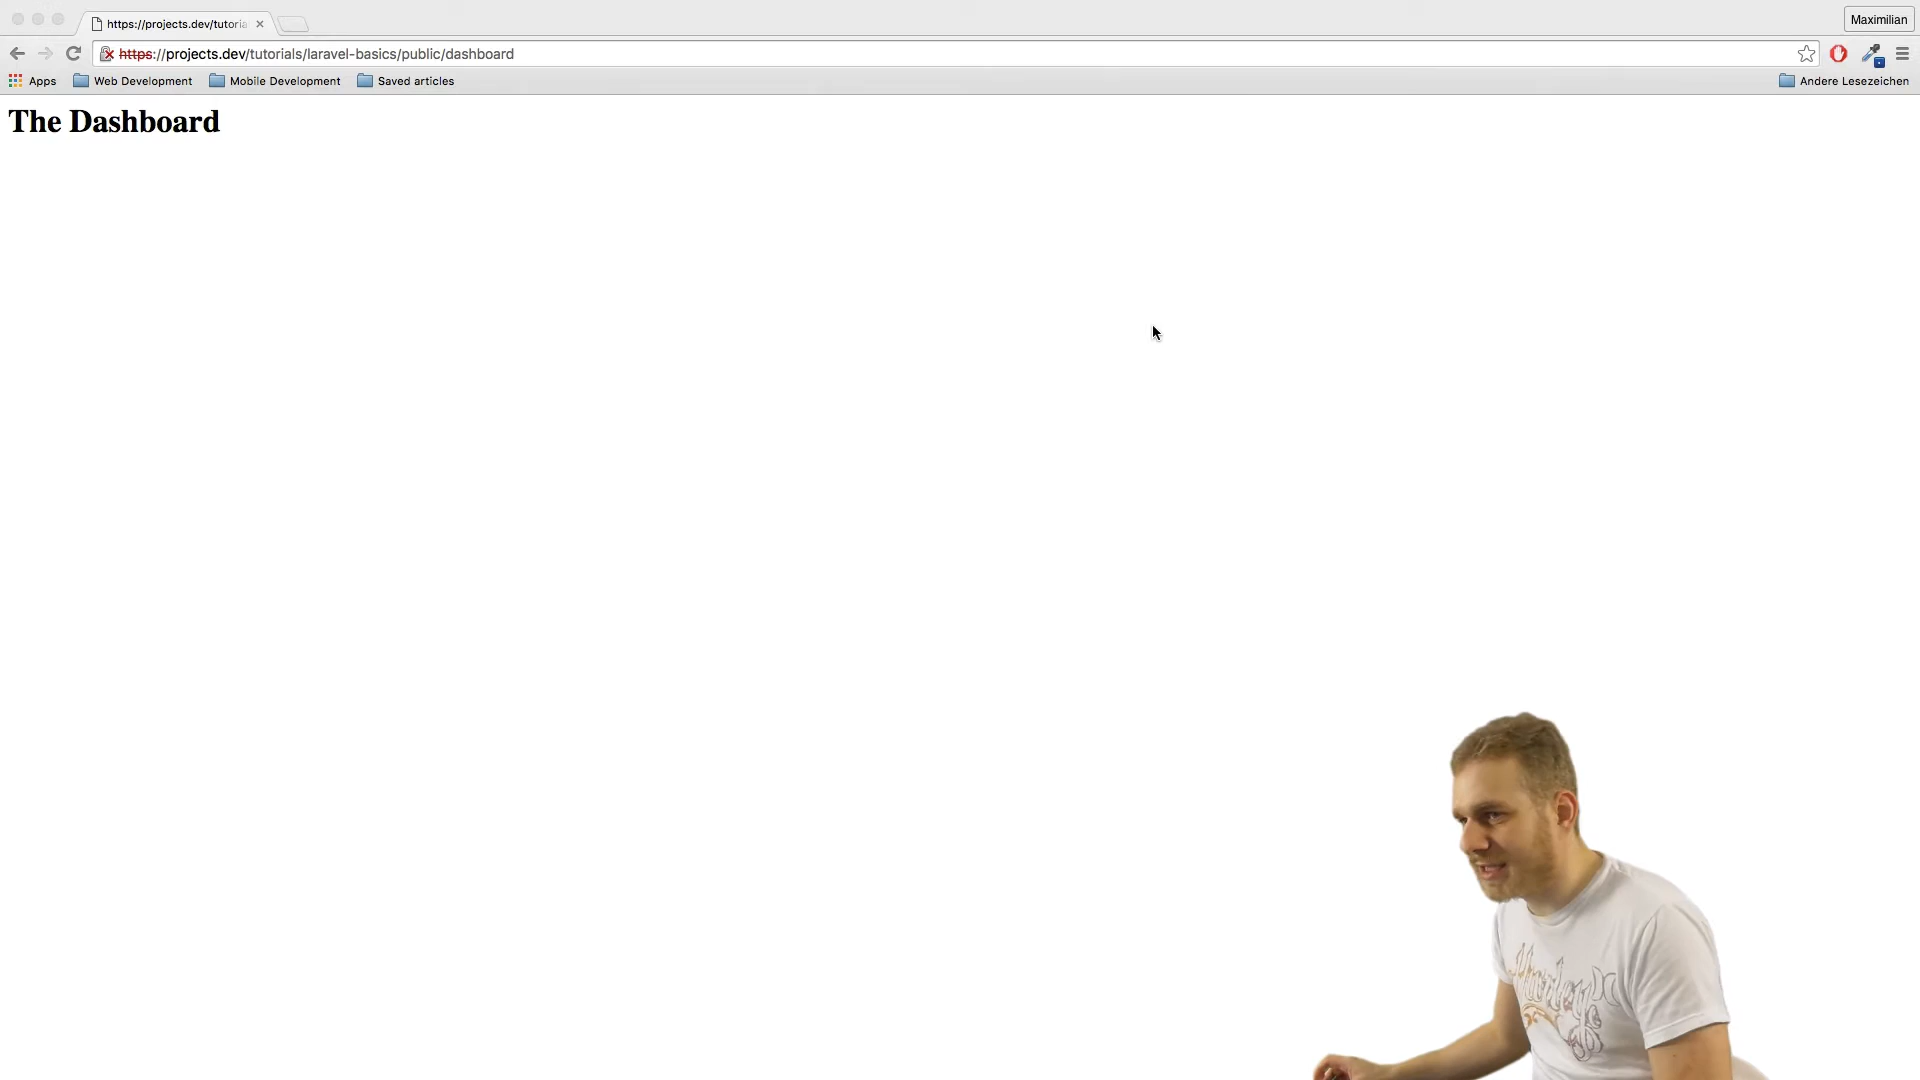 https://projects.dev/tutoria
Maximilian
https://projects.dev/tutorials/laravel-basics/public/dashboard
Apps Web Development Mobile Development Saved articles Andere Lesezeichen
The Dashboard
Hurley